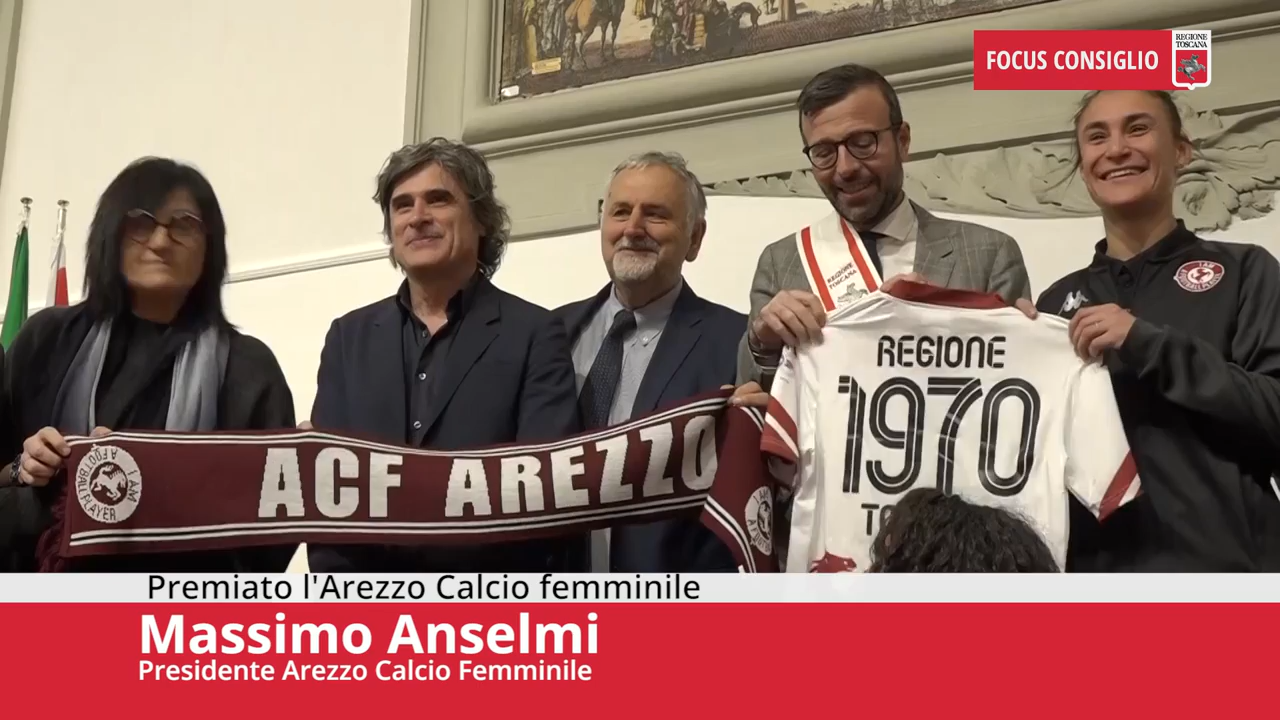 FOCUS CONSIGLIO
REGIONE
TOSCANA
REGIONE
TOSCANA
REGIONE
1970
I AM
A FOOTBALL PLAYER
ACF AREZZO
Premiato l'Arezzo Calcio femminile
Massimo Anselmi
Presidente Arezzo Calcio Femminile